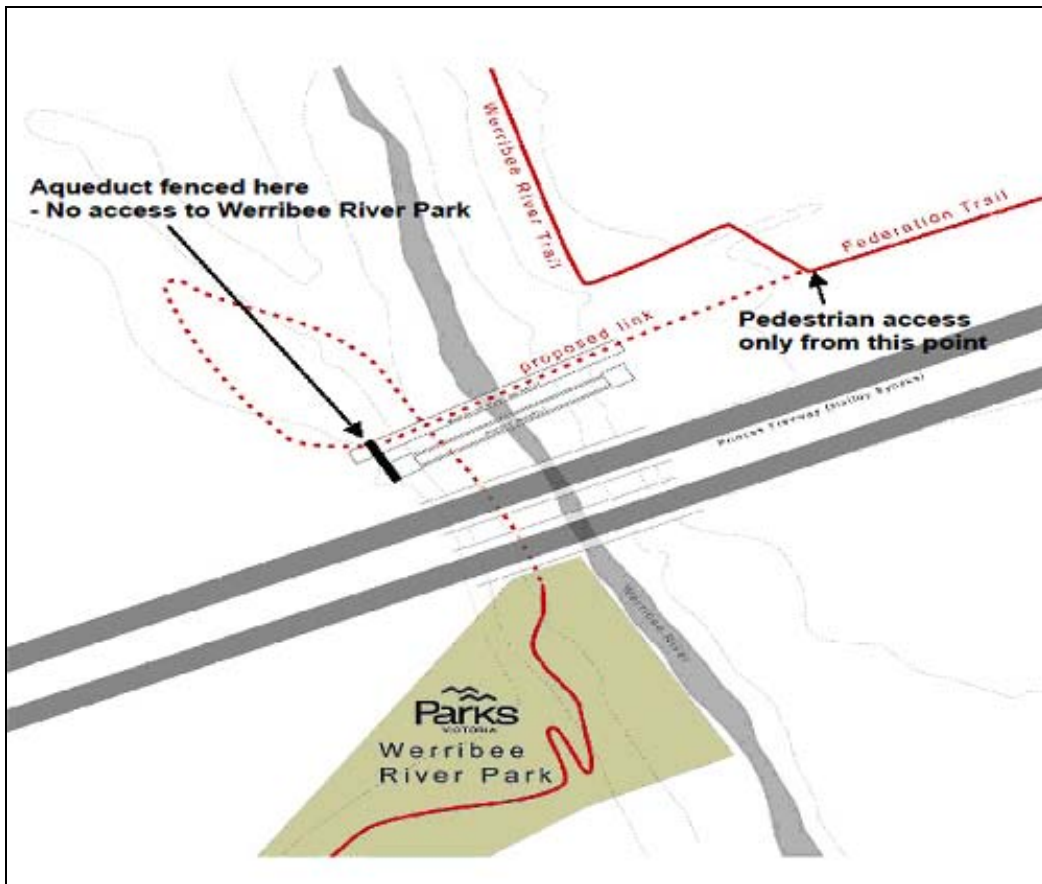 Werribee River Trail
Aqueduct fenced here
- No access to Werribee River Park
Federation Trail
proposed link
Pedestrian access
only from this point
Princes Freeway (Maltby Bypass)
Werribee River
Parks
VICTORIA
Werribee
River Park